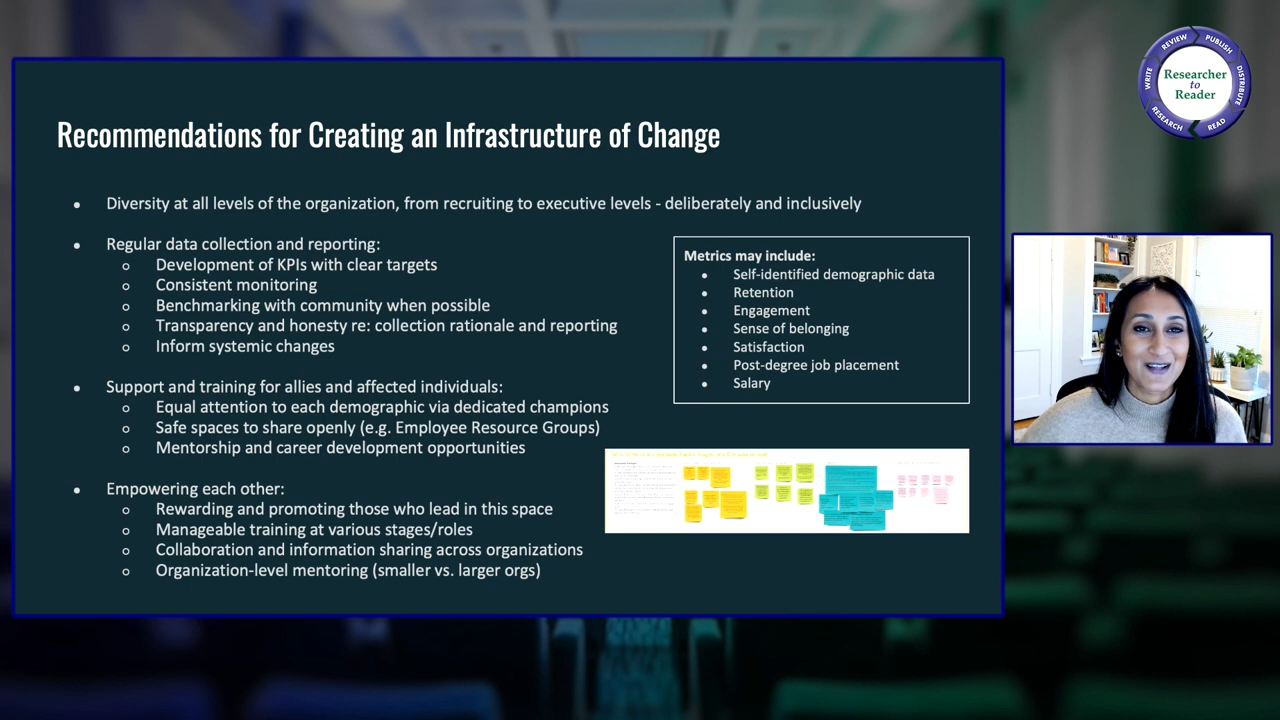 Recommendations for Creating an Infrastructure of Change
Diversity at all levels of the organization, from recruiting to executive levels - deliberately and inclusively
Regular data collection and reporting:
Development of KPIs with clear targets
Consistent monitoring
Benchmarking with community when possible
Transparency and honesty re: collection rationale and reporting
Inform systemic changes
Support and training for allies and affected individuals:
Equal attention to each demographic via dedicated champions
Safe spaces to share openly (e.g. Employee Resource Groups)
Mentorship and career development opportunities
Empowering each other:
Rewarding and promoting those who lead in this space
Manageable training at various stages/roles
Collaboration and information sharing across organizations
Organization-level mentoring (smaller vs. larger orgs)
Metrics may include:
Self-identified demographic data
Retention
Engagement
Sense of belonging
Satisfaction
Post-degree job placement
Salary
RESEARCH
WRITE
REVIEW
PUBLISH
DISTRIBUTE
READ
Researcher
to
Reader